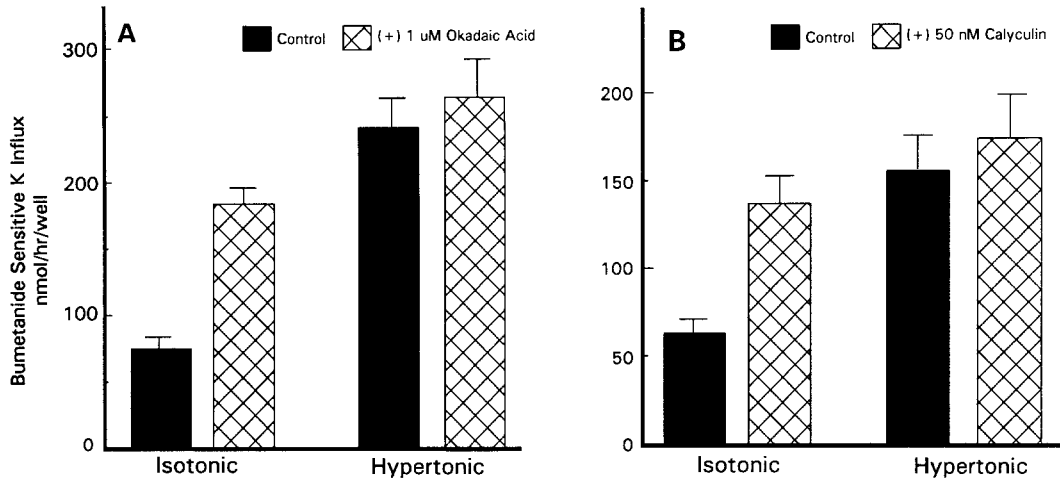 A
Control
(+) 1 uM Okadaic Acid
300
200
100
0
Bumetanide Sensitive K Influx
nmol/hr/well
Isotonic
Hypertonic
B
Control
(+) 50 nM Calyculin
200
150
100
50
0
Isotonic
Hypertonic